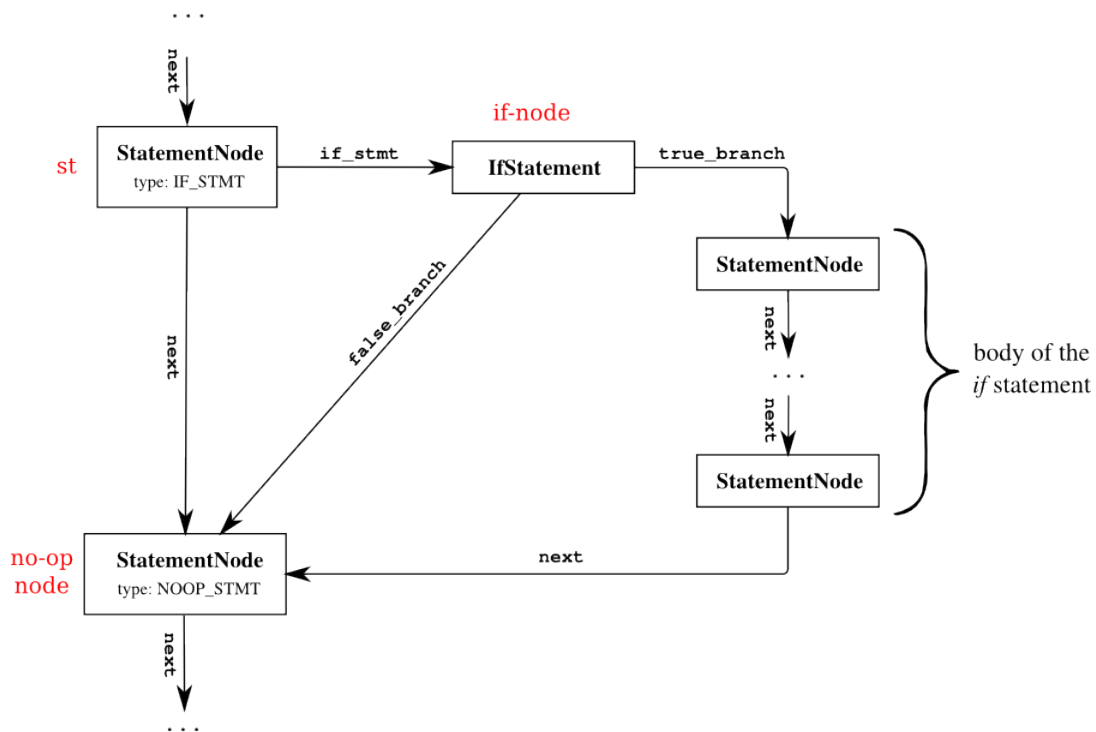 ...
next
if-node
st
StatementNode
type: IF_STMT
if_stmt
IfStatement
true_branch
StatementNode
next
false_branch
next
...
body of the
if statement
next
StatementNode
no-op
node
StatementNode
type: NOOP_STMT
next
next
...